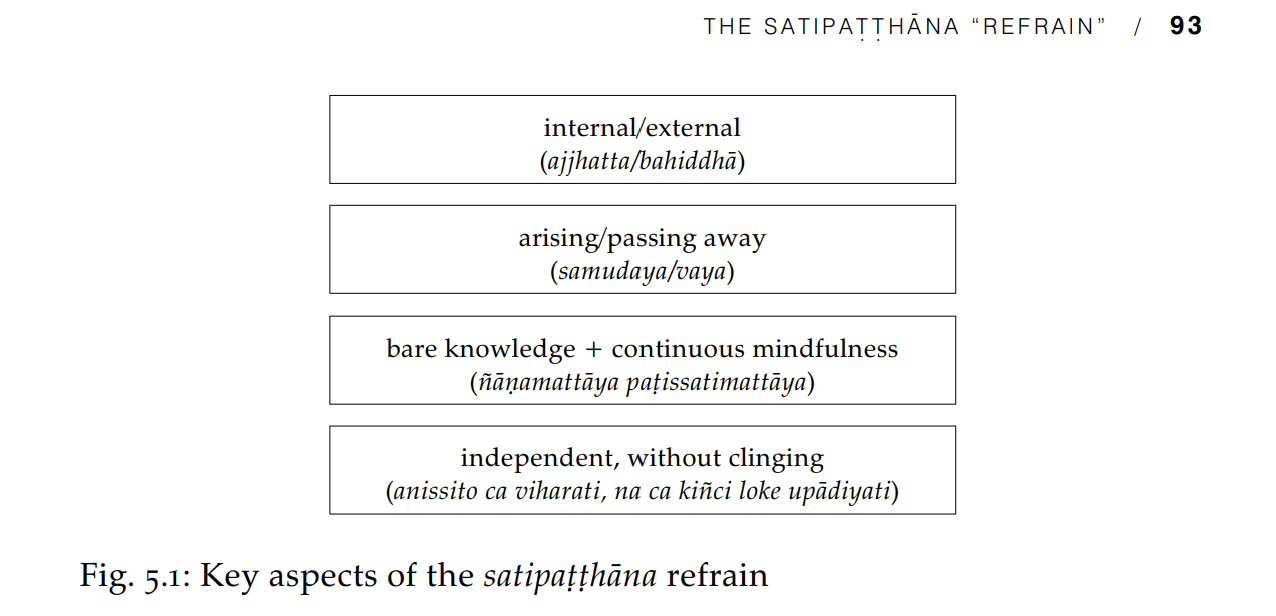 THE SATIPAṬṬHĀNA “REFRAIN” / 93
internal/external
(ajjhatta/bahiddhā)
arising/passing away
(samudaya/vaya)
bare knowledge + continuous mindfulness
(ñāṇamattāya paṭissatimattāya)
independent, without clinging
(anissito ca viharati, na ca kiñci loke upādiyati)
Fig. 5.1: Key aspects of the satipaṭṭhāna refrain